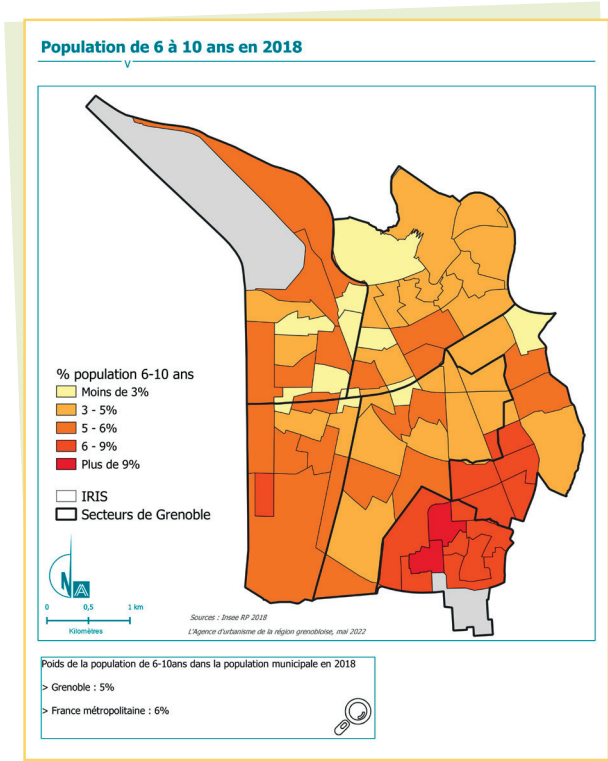 Population de 6 à 10 ans en 2018
% population 6-10 ans
Moins de 3%
3 - 5%
5 - 6%
6 - 9%
Plus de 9%
IRIS
Secteurs de Grenoble
N
0 0,5 1 km
Kilomètres
Sources : Insee RP 2018
L'Agence d'urbanisme de la région grenobloise, mai 2022
Poids de la population de 6-10ans dans la population municipale en 2018
> Grenoble : 5%
> France métropolitaine : 6%